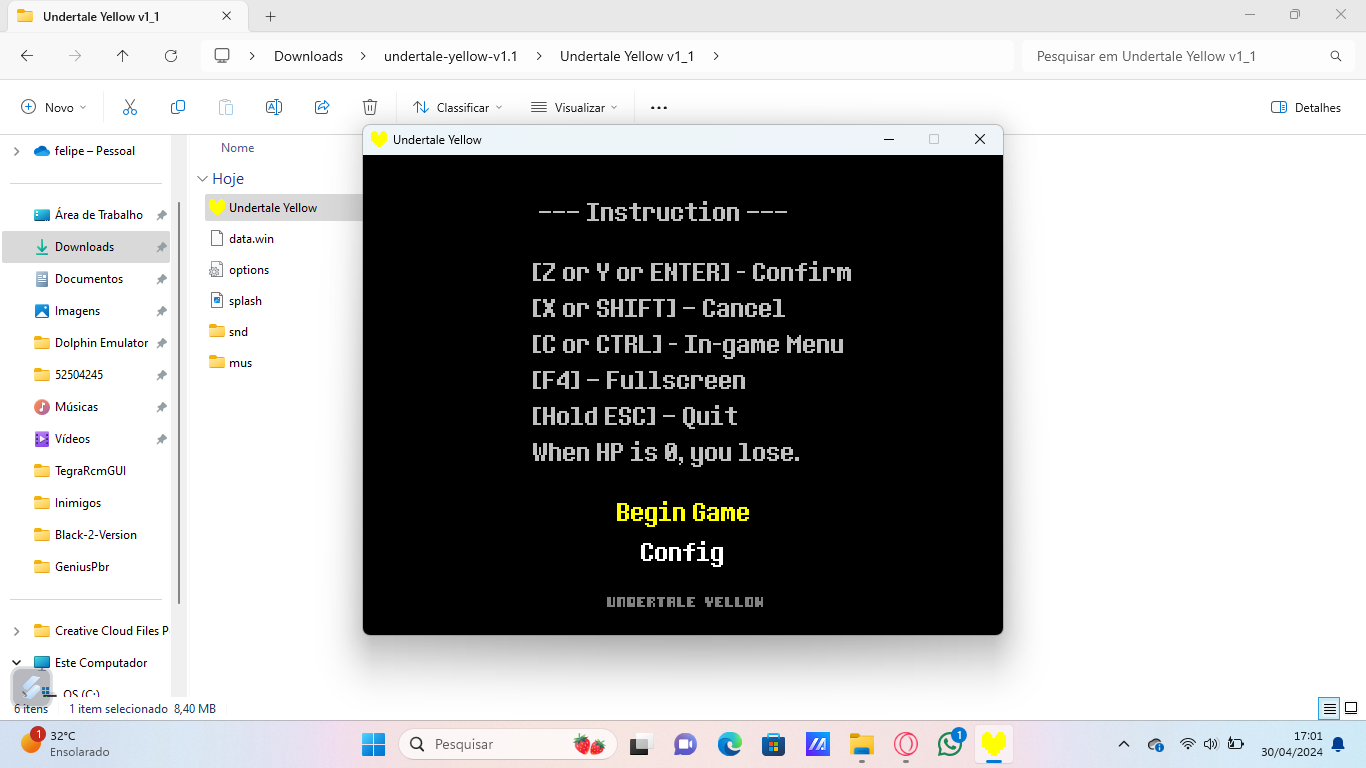 Undertale Yellow v1_1
Downloads
undertale-yellow-v1.1
Undertale Yellow v1_1
Pesquisar em Undertale Yellow v1_1
Novo
Classificar
Visualizar
Detalhes
felipe – Pessoal
Área de Trabalho
Downloads
Documentos
Imagens
Dolphin Emulator
52504245
Músicas
Vídeos
TegraRcmGUI
Inimigos
Black-2-Version
GeniusPbr
Creative Cloud Files P
Este Computador
OS (C:)
Nome
Hoje
Undertale Yellow
data.win
options
splash
snd
mus
Undertale Yellow
--- Instruction ---
[Z or Y or ENTER] - Confirm
[X or SHIFT] - Cancel
[C or CTRL] - In-game Menu
[F4] - Fullscreen
[Hold ESC] - Quit
When HP is 0, you lose.
Begin Game
Config
UNDERTALE YELLOW
6 itens 1 item selecionado 8,40 MB
1
32°C
Ensolarado
Pesquisar
1
17:01
30/04/2024